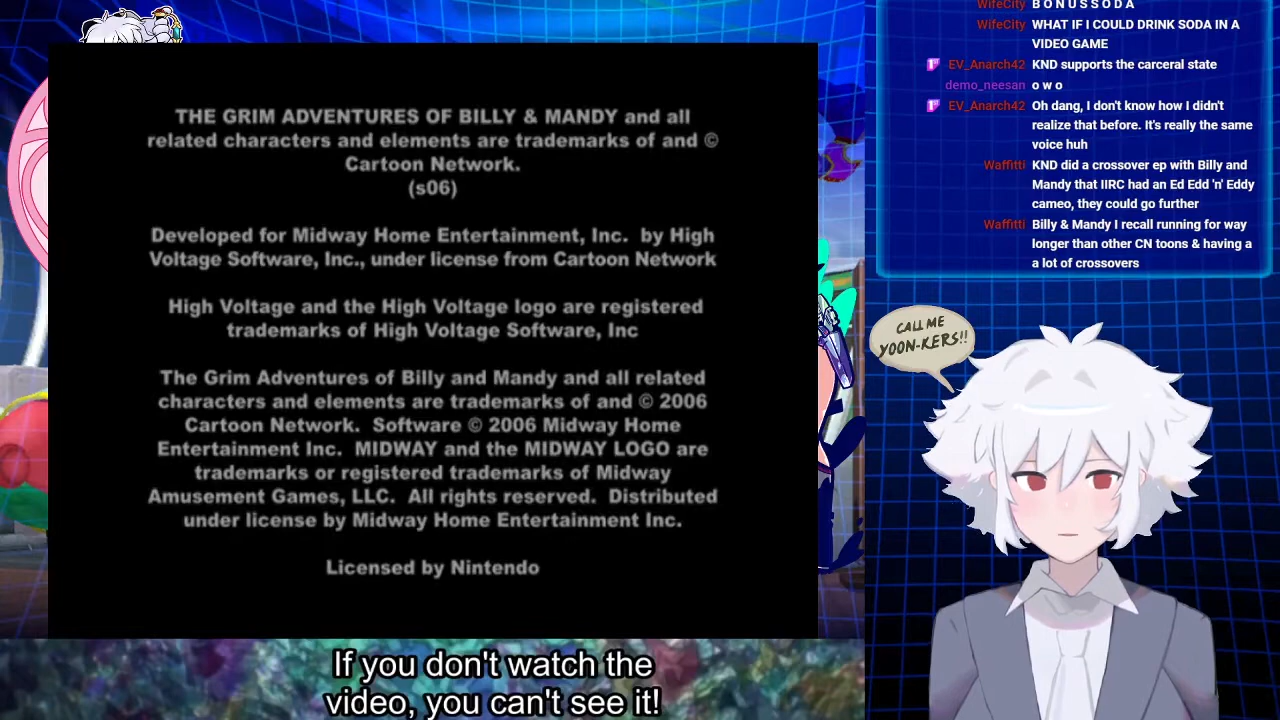 THE GRIM ADVENTURES OF BILLY & MANDY and all
related characters and elements are trademarks of and ©
Cartoon Network.
(s06)
Developed for Midway Home Entertainment, Inc.  by High
Voltage Software, Inc., under license from Cartoon Network
High Voltage and the High Voltage logo are registered
trademarks of High Voltage Software, Inc
The Grim Adventures of Billy and Mandy and all related
characters and elements are trademarks of and © 2006
Cartoon Network.  Software © 2006 Midway Home
Entertainment Inc.  MIDWAY and the MIDWAY LOGO are
trademarks or registered trademarks of Midway
Amusement Games, LLC.  All rights reserved.  Distributed
under license by Midway Home Entertainment Inc.
Licensed by Nintendo
If you don't watch the
video, you can't see it!
WifeCity B O N U S S O D A
WifeCity WHAT IF I COULD DRINK SODA IN A
VIDEO GAME
EV_Anarch42 KND supports the carceral state
demo_neesan o w o
EV_Anarch42 Oh dang, I don't know how I didn't
realize that before. It's really the same
voice huh
Waffitti KND did a crossover ep with Billy and
Mandy that IIRC had an Ed Edd 'n' Eddy
cameo, they could go further
Waffitti Billy & Mandy I recall running for way
longer than other CN toons & having a
a lot of crossovers
CALL ME
YOON-KERS!!